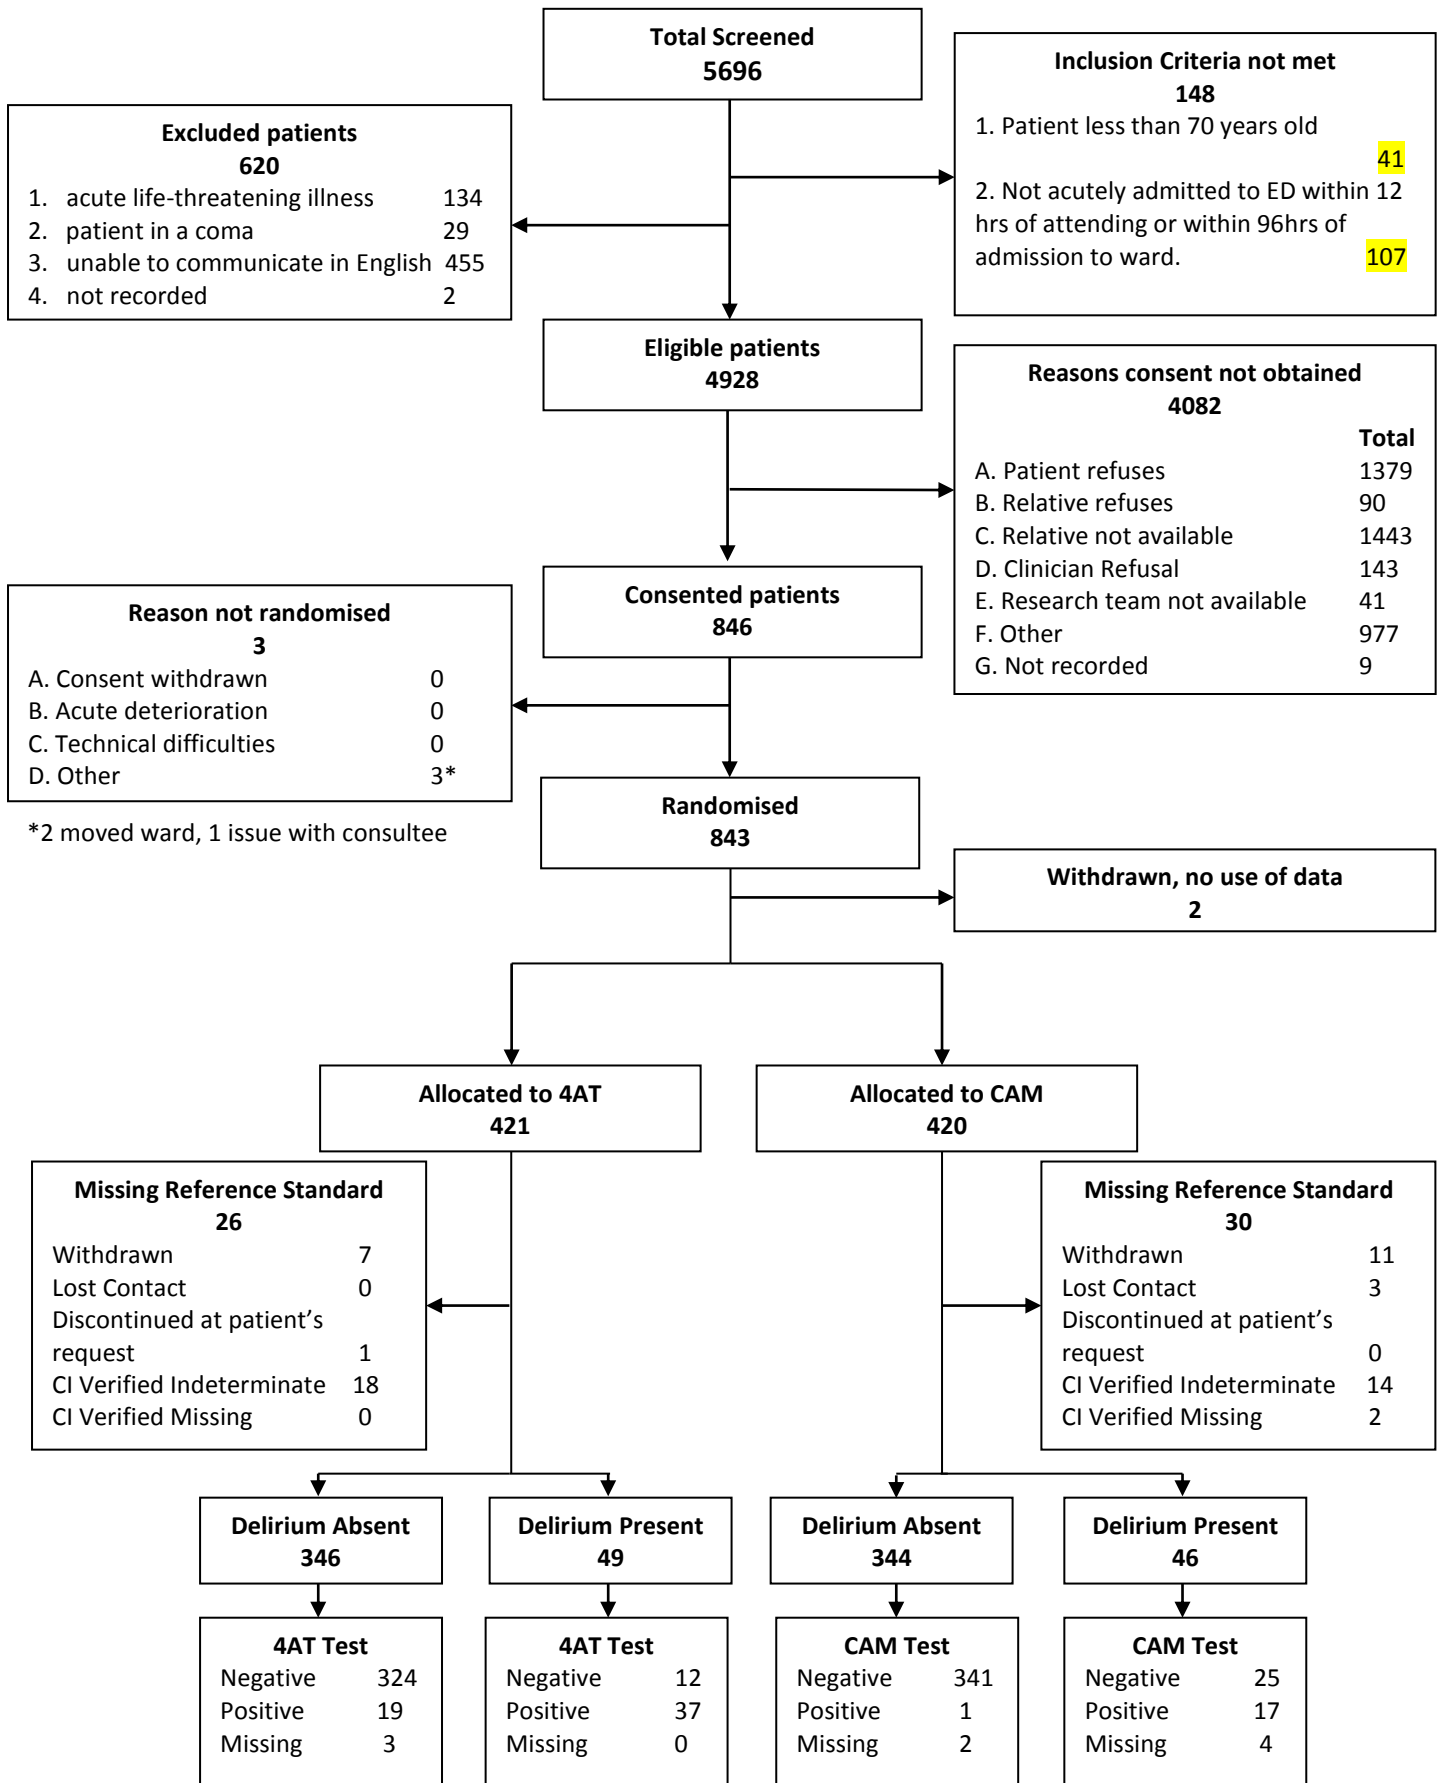 Total Screened
5696
Inclusion Criteria not met
148
1. Patient less than 70 years old
41
2. Not acutely admitted to ED within 12
hrs of attending or within 96hrs of
admission to ward. 107
Excluded patients
620
1. acute life-threatening illness 134
2. patient in a coma 29
3. unable to communicate in English 455
4. not recorded 2
Eligible patients
4928
Reasons consent not obtained
4082
Total
A. Patient refuses 1379
B. Relative refuses 90
C. Relative not available 1443
D. Clinician Refusal 143
E. Research team not available 41
F. Other 977
G. Not recorded 9
Consented patients
846
Reason not randomised
3
A. Consent withdrawn 0
B. Acute deterioration 0
C. Technical difficulties 0
D. Other 3*
*2 moved ward, 1 issue with consultee
Randomised
843
Withdrawn, no use of data
2
Allocated to 4AT
421
Allocated to CAM
420
Missing Reference Standard
26
Withdrawn 7
Lost Contact 0
Discontinued at patient’s
request 1
CI Verified Indeterminate 18
CI Verified Missing 0
Missing Reference Standard
30
Withdrawn 11
Lost Contact 3
Discontinued at patient’s
request 0
CI Verified Indeterminate 14
CI Verified Missing 2
Delirium Absent
346
Delirium Present
49
Delirium Absent
344
Delirium Present
46
4AT Test
Negative 324
Positive 19
Missing 3
4AT Test
Negative 12
Positive 37
Missing 0
CAM Test
Negative 341
Positive 1
Missing 2
CAM Test
Negative 25
Positive 17
Missing 4